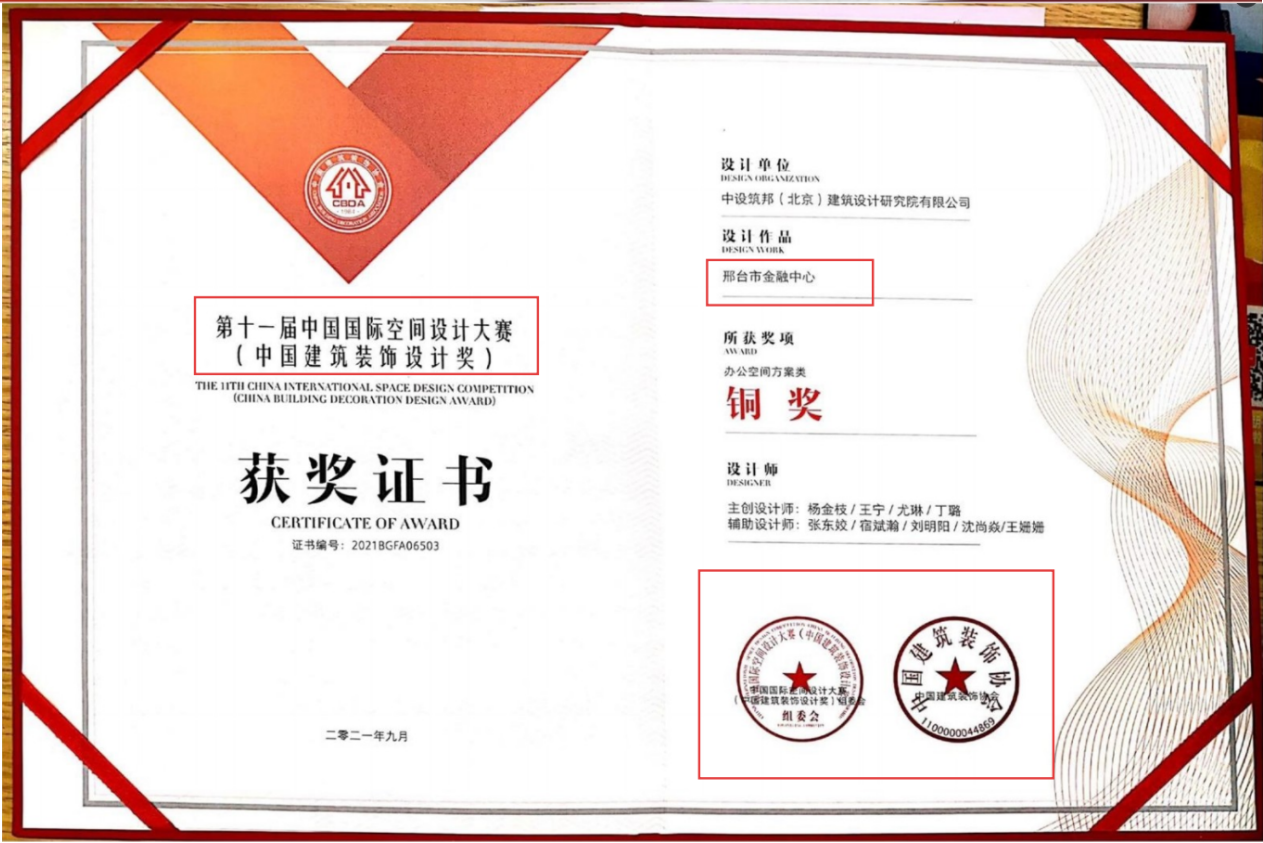 CBDA
第十一届中国国际空间设计大赛
(中国建筑装饰设计奖)
THE 11TH CHINA INTERNATIONAL SPACE DESIGN COMPETITION
(CHINA BUILDING DECORATION DESIGN AWARD)
获奖证书
CERTIFICATE OF AWARD
证书编号：2021BGFA06503
二零二一年九月
设计单位
DESIGN ORGANIZATION
中设筑邦（北京）建筑设计研究院有限公司
设计作品
DESIGN WORK
邢台市金融中心
所获奖项
AWARD
办公空间方案类
铜奖
设计师
DESIGNER
主创设计师：杨金枝/王宁/尤琳/丁璐
辅助设计师：张东姣/宿斌瀚/刘明阳/沈尚焱/王姗姗
中国国际空间设计大赛
(中国建筑装饰设计奖)组委会
组委会
中国建筑装饰协会
中国建筑装饰协会
1100000044869